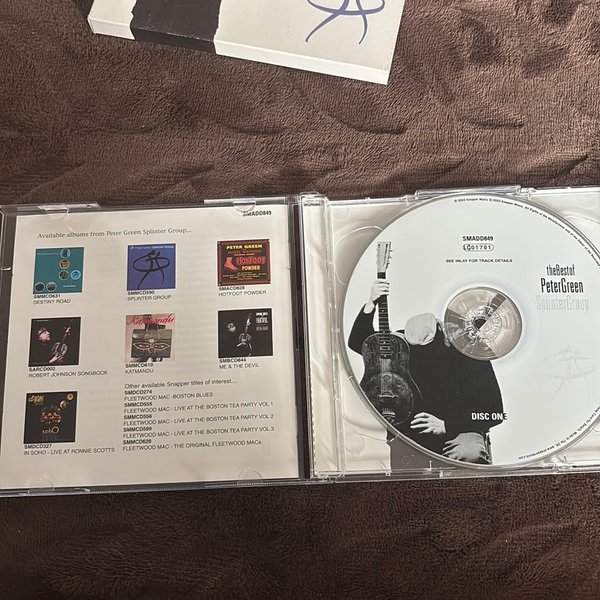 SMADD849
Available albums from Peter Green Splinter Group...
SMMCD631
DESTINY ROAD
SMMCD590
SPLINTER GROUP
PETER GREEN
HOTFOOT
POWDER
SMACD828
HOTFOOT POWDER
SARCD002
ROBERT JOHNSON SONGBOOK
Katmandu
SMMCD610
KATMANDU
SMBCD844
ME & THE DEVIL
SMDCD327
IN SOHO - LIVE AT RONNIE SCOTTS
Other available Snapper titles of interest....
SMDCD274
FLEETWOOD MAC -BOSTON BLUES
SMMCD555
FLEETWOOD MAC - LIVE AT THE BOSTON TEA PARTY VOL 1
SMMCD556
FLEETWOOD MAC - LIVE AT THE BOSTON TEA PARTY VOL 2
SMMCD599
FLEETWOOD MAC - LIVE AT THE BOSTON TEA PARTY VOL 3
SMMCD629
FLEETWOOD MAC - THE ORIGINAL FLEETWOOD MACa
SMADD849
LC01701
SEE INLAY FOR TRACK DETAILS
theBestof
PeterGreen
SplinterGroup
DISC ONE